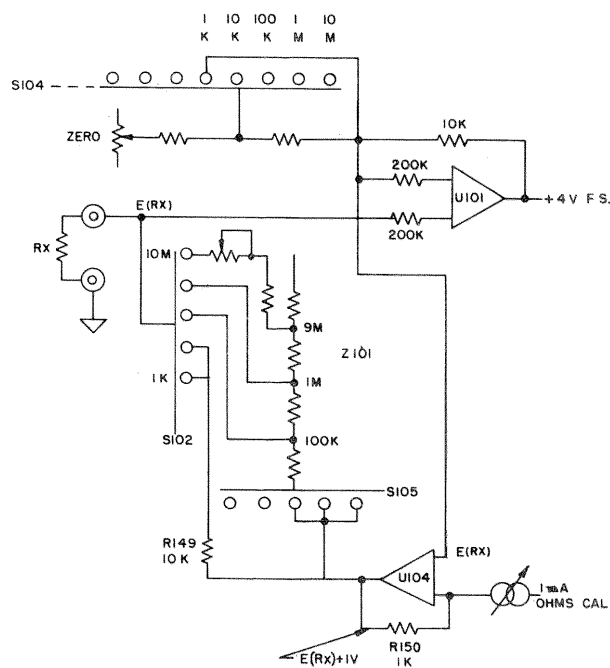 1 10 100 1 10
K K K M M
S104
ZERO
10K
200K
U101
+4V F.S.
E(RX)
200K
RX
10M
9M
Z101
1K
1M
S102
100K
S105
R149
10K
E(RX)
U104
1mA
OHMS CAL
R150
1K
E(RX)+1V